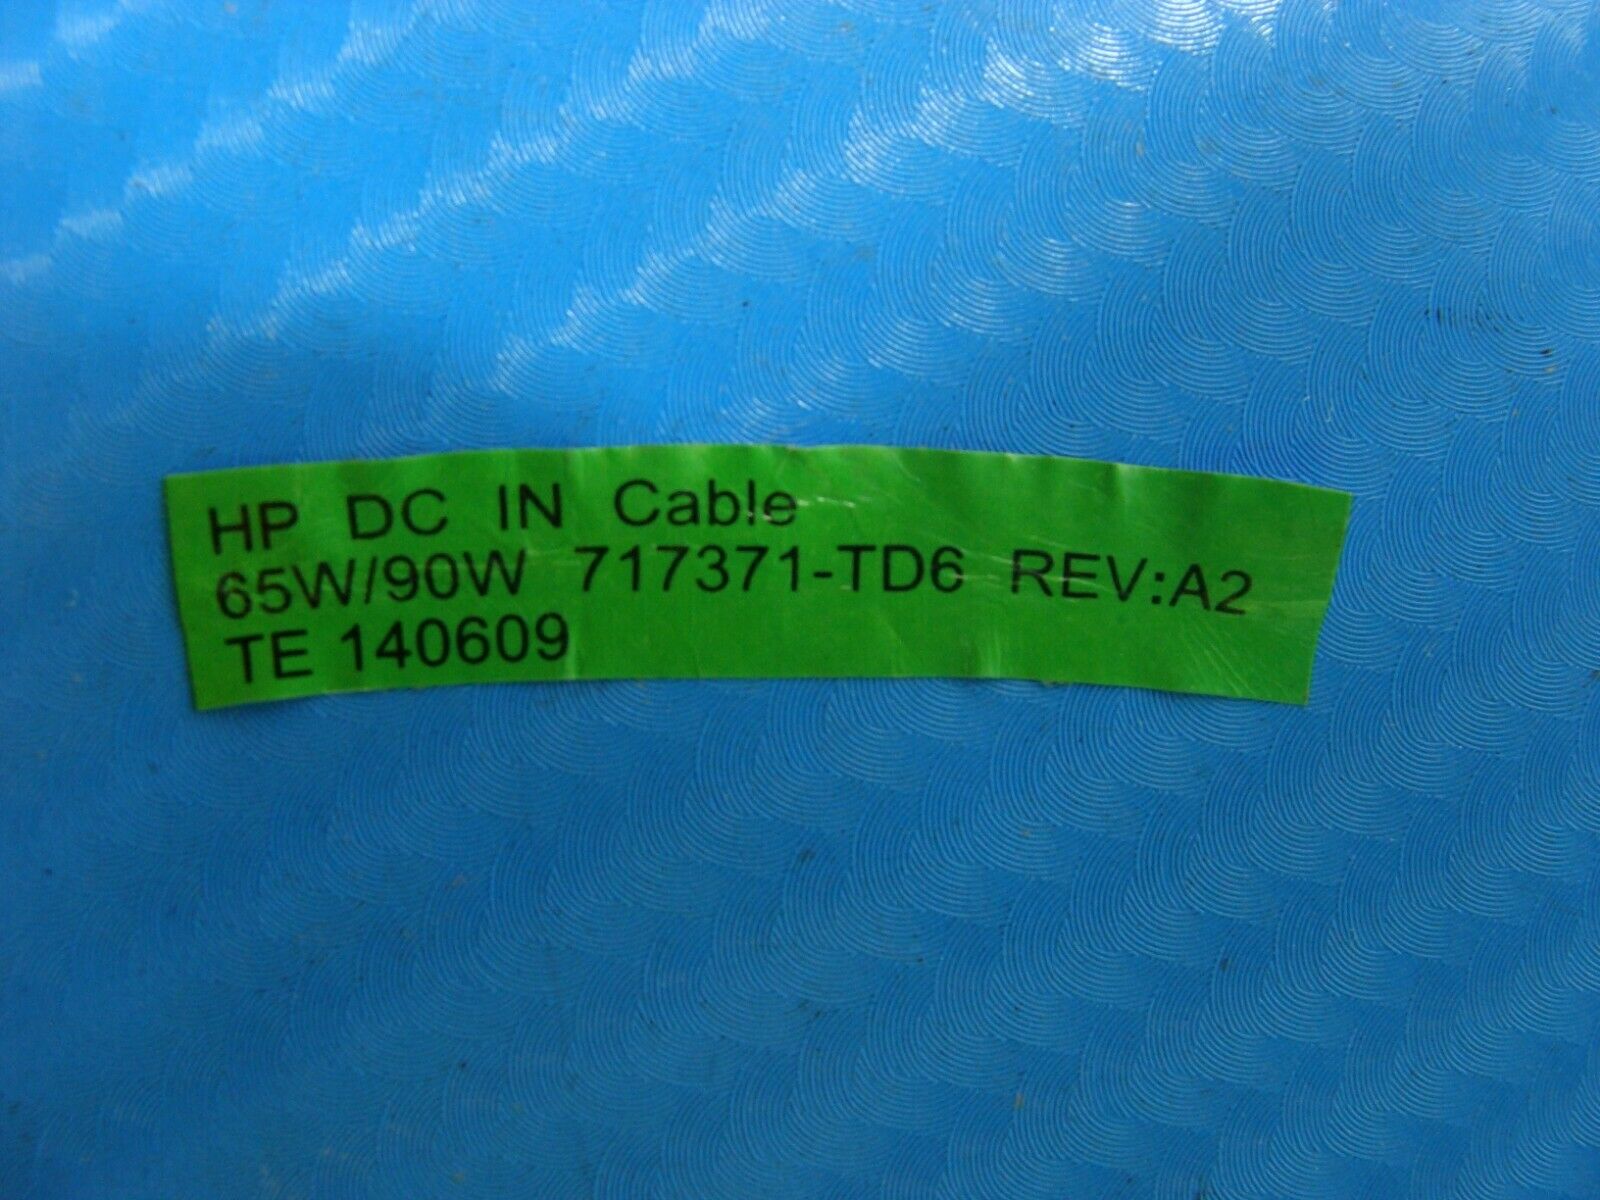 HP DC IN Cable
65W/90W 717371-TD6 REV:A2
TE 140609